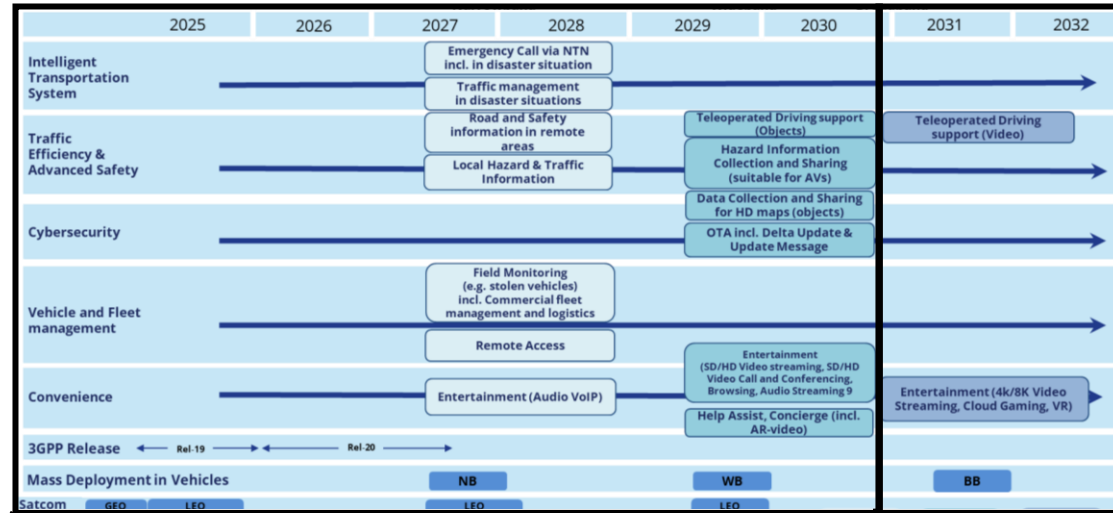 2025 2026 2027 2028 2029 2030 2031 2032
Intelligent
Transportation
System
Emergency Call via NTN
incl. in disaster situation
Traffic management
in disaster situations
Traffic
Efficiency &
Advanced Safety
Road and Safety
information in remote
areas
Local Hazard & Traffic
Information
Teleoperated Driving support
(Objects)
Hazard Information
Collection and Sharing
(suitable for AVs)
Teleoperated Driving
support (Video)
Cybersecurity
Data Collection and Sharing
for HD maps (objects)
OTA incl. Delta Update &
Update Message
Vehicle and Fleet
management
Field Monitoring
(e.g. stolen vehicles)
incl. Commercial fleet
management and logistics
Remote Access
Convenience
Entertainment (Audio VoIP)
Entertainment
(SD/HD Video streaming, SD/HD
Video Call and Conferencing,
Browsing, Audio Streaming 9
Help Assist, Concierge (incl.
AR-video)
Entertainment (4k/8K Video
Streaming, Cloud Gaming, VR)
3GPP Release Rel-19 Rel-20
Mass Deployment in Vehicles NB WB BB
Satcom GEO LEO LEO LEO